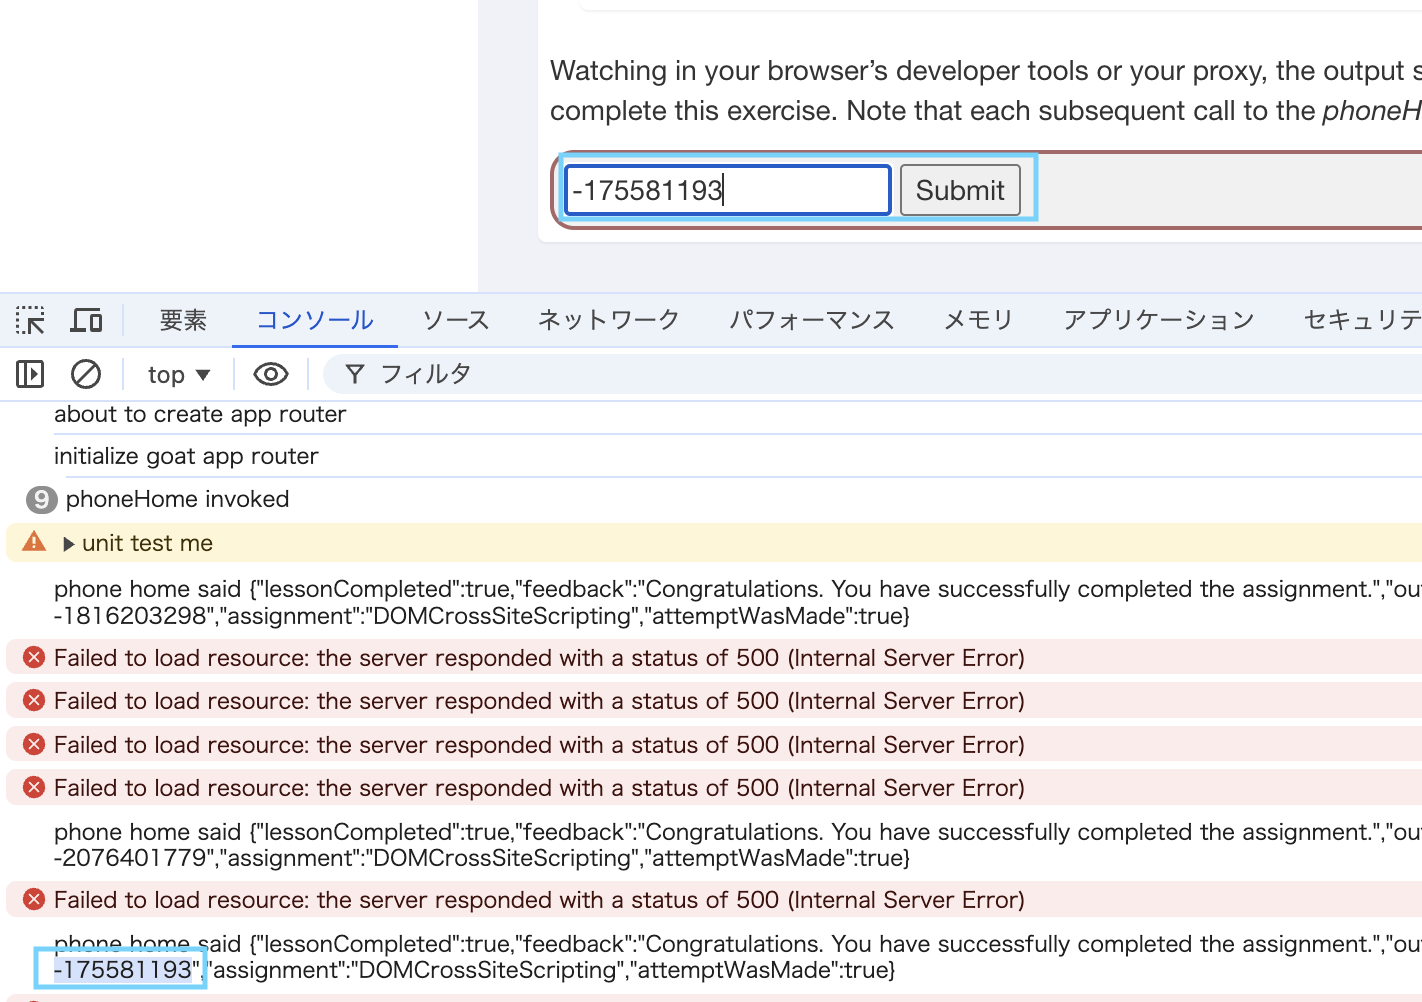 Watching in your browser's developer tools or your proxy, the output
complete this exercise. Note that each subsequent call to the phoneH
-175581193 Submit
要素 コンソール ソース ネットワーク パフォーマンス メモリ アプリケーション セキュリテ
top ▼ フィルタ
about to create app router
initialize goat app router
9 phoneHome invoked
unit test me
phone home said {"lessonCompleted":true,"feedback":"Congratulations. You have successfully completed the assignment.","ou
-1816203298","assignment":"DOMCrossSiteScripting","attemptWasMade":true}
Failed to load resource: the server responded with a status of 500 (Internal Server Error)
Failed to load resource: the server responded with a status of 500 (Internal Server Error)
Failed to load resource: the server responded with a status of 500 (Internal Server Error)
Failed to load resource: the server responded with a status of 500 (Internal Server Error)
phone home said {"lessonCompleted":true,"feedback":"Congratulations. You have successfully completed the assignment.","ou
-2076401779","assignment":"DOMCrossSiteScripting","attemptWasMade":true}
Failed to load resource: the server responded with a status of 500 (Internal Server Error)
phone home said {"lessonCompleted":true,"feedback":"Congratulations. You have successfully completed the assignment.","ou
-175581193","assignment":"DOMCrossSiteScripting","attemptWasMade":true}